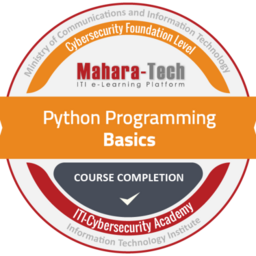 Ministry of Communications and Information Technology
Cybersecurity Foundation Level
Mahara-Tech
ITI e-Learning Platform
Python Programming
Basics
COURSE COMPLETION
ITI-Cybersecurity Academy
Information Technology Institute